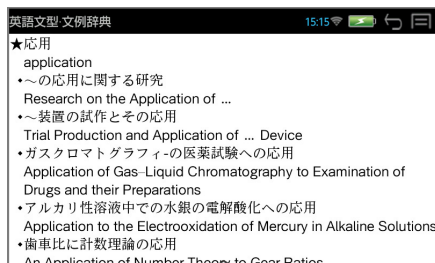 英語文型·文例辞典 15:15
★応用
application
・～の応用に関する研究
Research on the Application of ...
・～装置の試作とその応用
Trial Production and Application of ... Device
・ガスクロマトグラフィ-の医薬試験への応用
Application of Gas–Liquid Chromatography to Examination of
Drugs and their Preparations
・アルカリ性溶液中での水銀の電解酸化への応用
Application to the Electrooxidation of Mercury in Alkaline Solutions
・歯車比に計数理論の応用
An Application of Number Theory to Gear Ratios